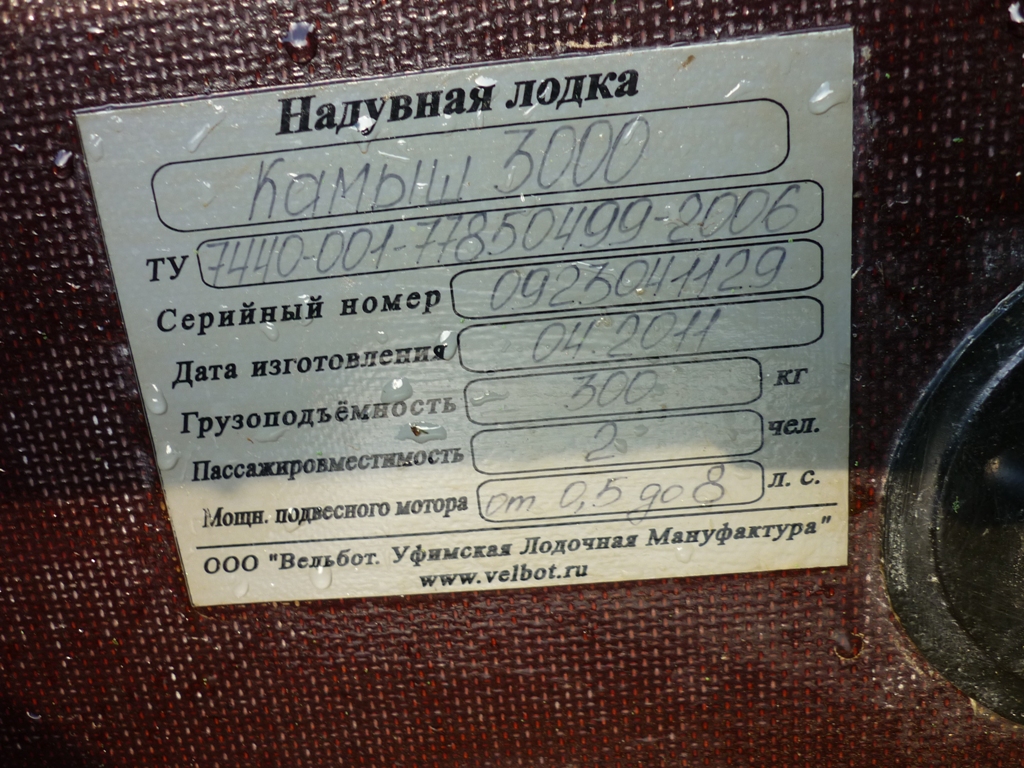 Надувная лодка
Камыш 3000
ТУ 7440-001-77850499-2006
Серийный номер 0923041129
Дата изготовления 04.2011
Грузоподъёмность 300 кг
Пассажировместимость 2 чел.
Мощн. подвесного мотора от 0,5 до 8 л. с.
ООО "Вельбот. Уфимская Лодочная Мануфактура"
www.velbot.ru